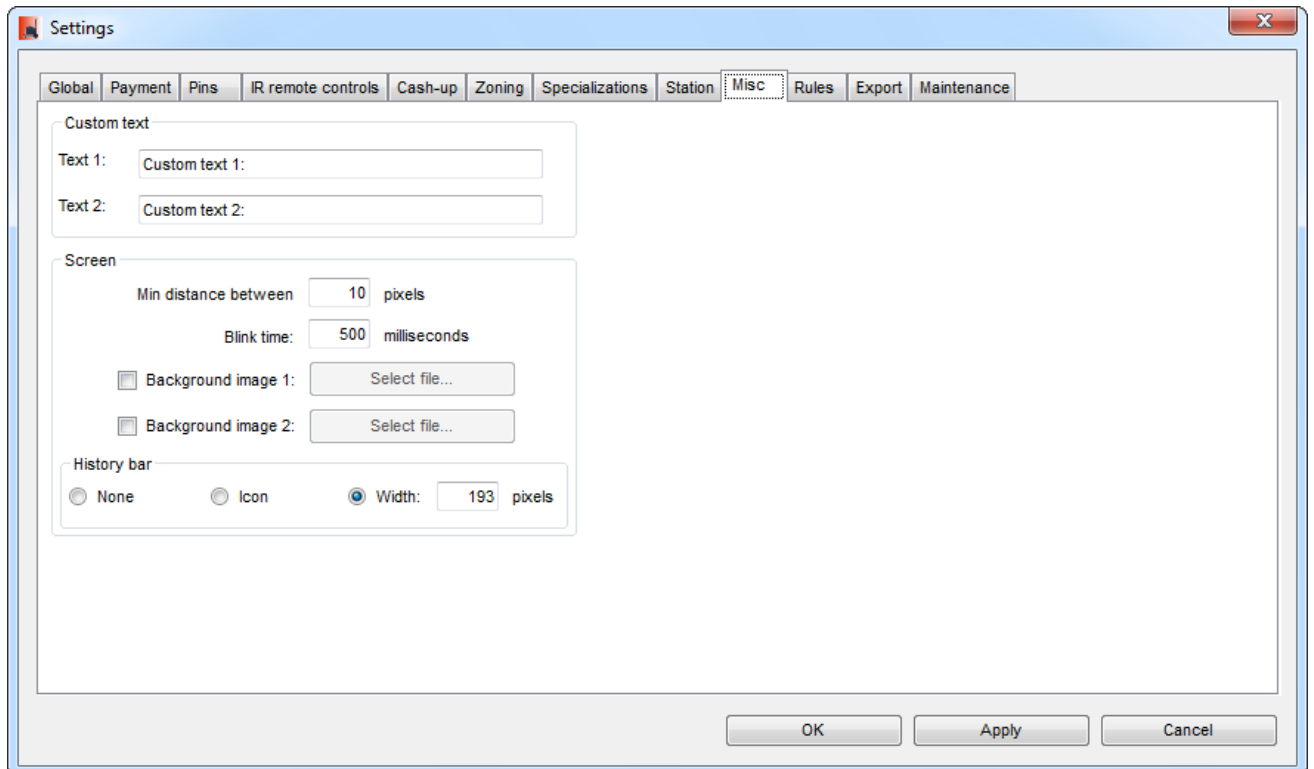 Settings
Global Payment Pins IR remote controls Cash-up Zoning Specializations Station Misc Rules Export Maintenance
Custom text
Text 1: Custom text 1:
Text 2: Custom text 2:
Screen
Min distance between 10 pixels
Blink time: 500 milliseconds
Background image 1: Select file...
Background image 2: Select file...
History bar
None Icon Width: 193 pixels
OK Apply Cancel